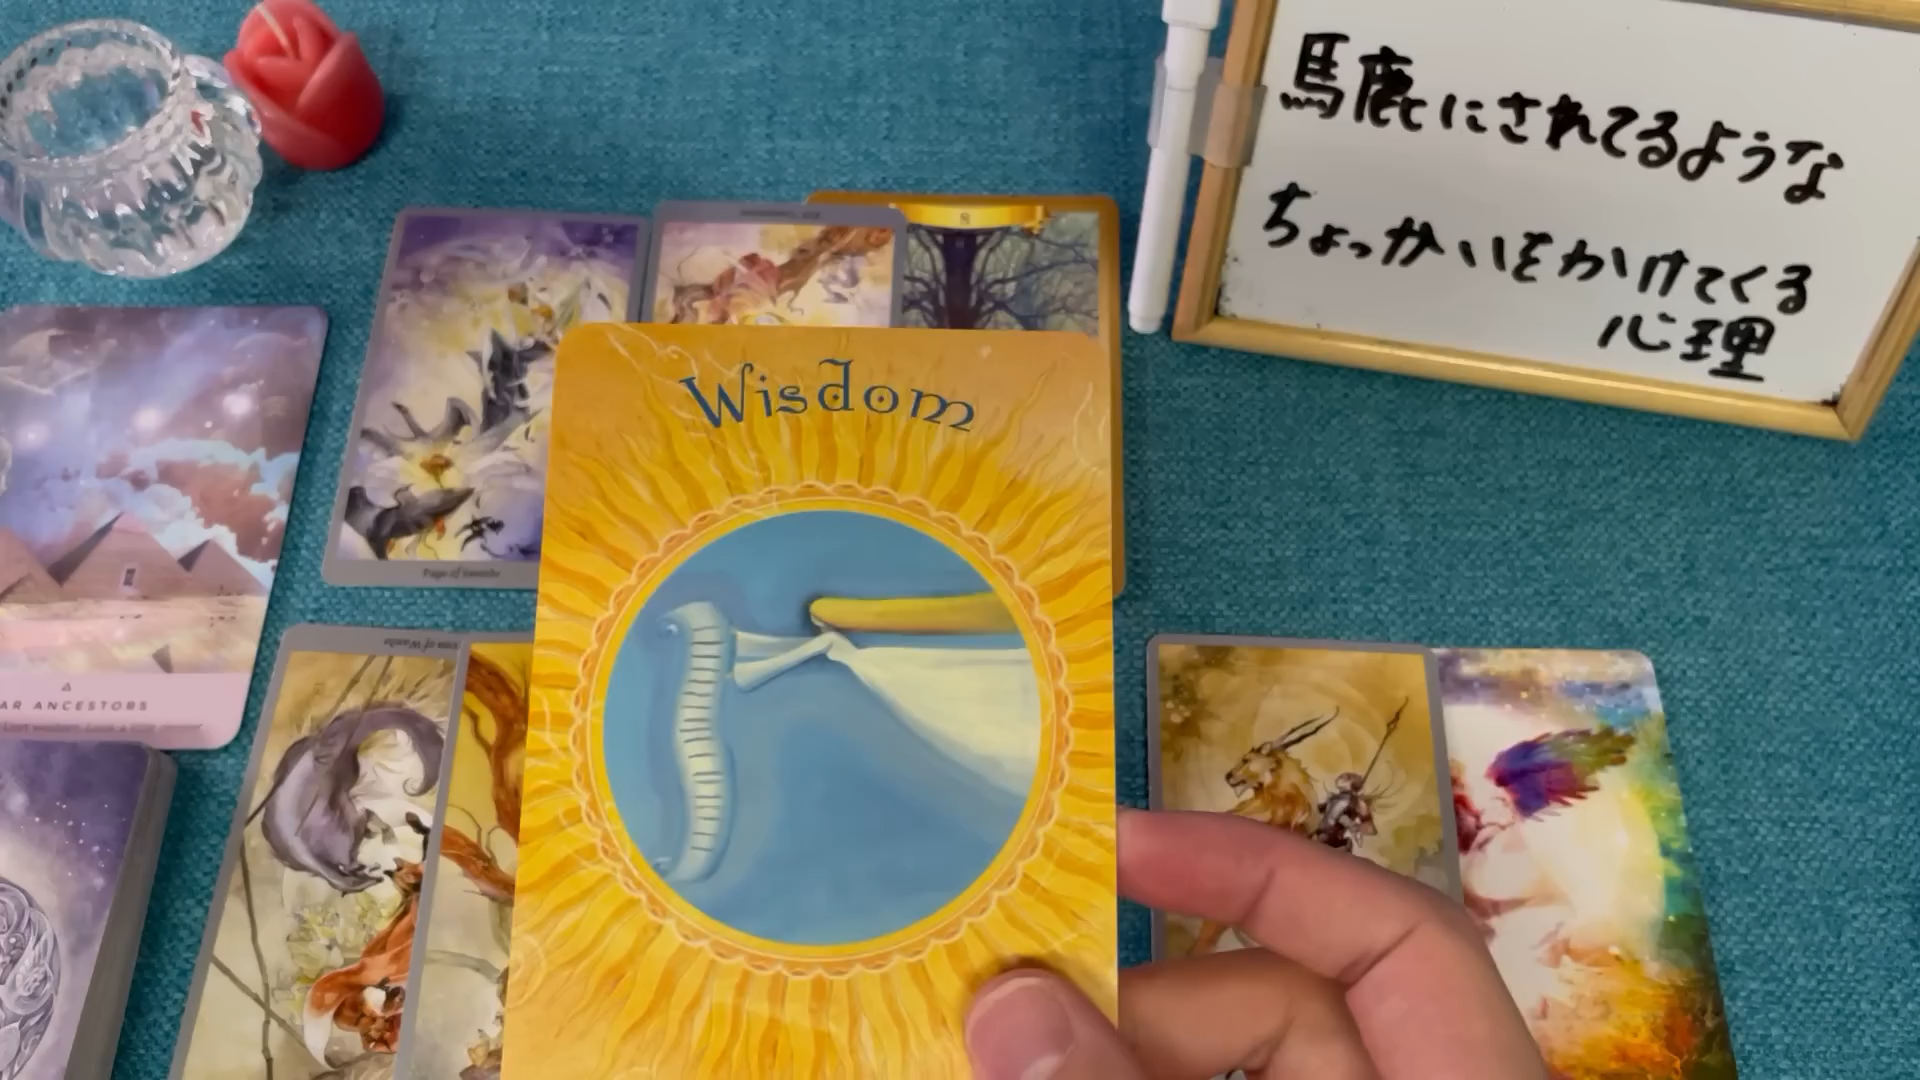 馬鹿にされてるような
ちょっかいをかけてくる
心理
Wisdom
Page of Swords
AR ANCESTORS